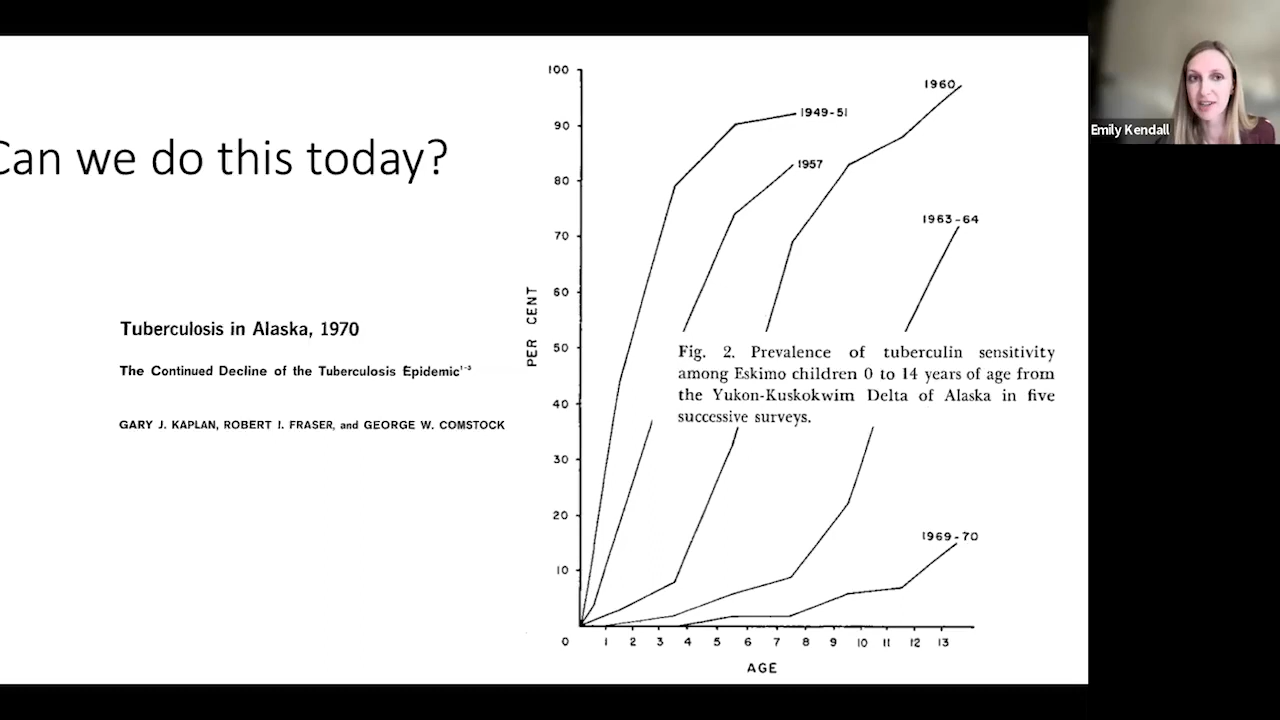 Can we do this today?
Tuberculosis in Alaska, 1970
The Continued Decline of the Tuberculosis Epidemic¹⁻³
GARY J. KAPLAN, ROBERT I. FRASER, and GEORGE W. COMSTOCK
100
90
80
70
60
50
40
30
20
10
PER CENT
1949-51
1957
1960
1963-64
1969-70
Fig. 2. Prevalence of tuberculin sensitivity
among Eskimo children 0 to 14 years of age from
the Yukon-Kuskokwim Delta of Alaska in five
successive surveys.
0 1 2 3 4 5 6 7 8 9 10 11 12 13
AGE
Emily Kendall